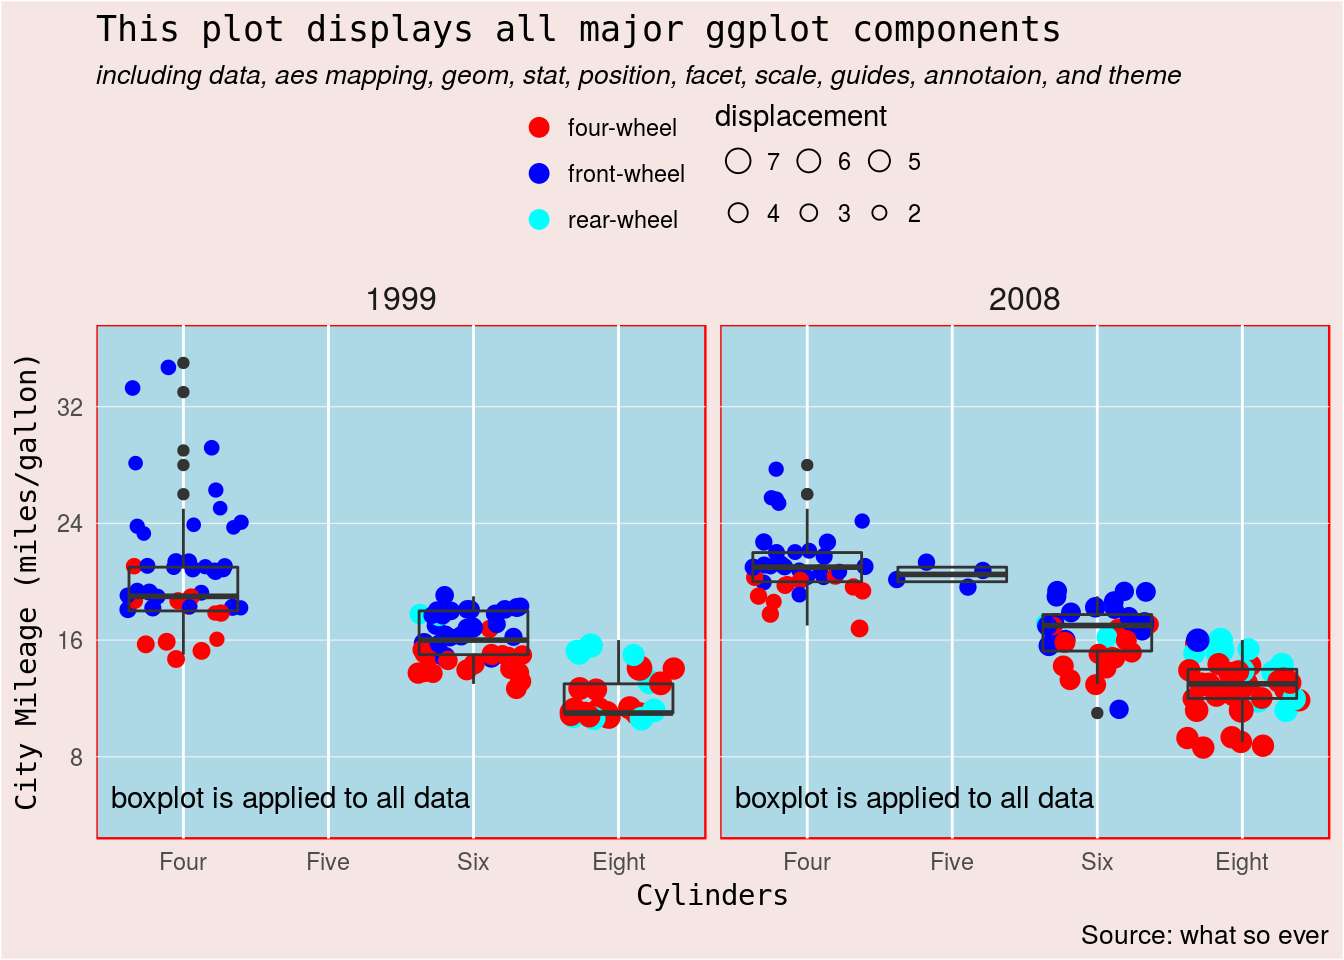 This plot displays all major ggplot components
including data, aes mapping, geom, stat, position, facet, scale, guides, annotaion, and theme
four-wheel
front-wheel
rear-wheel
displacement
7 6 5
4 3 2
1999 2008
City Mileage (miles/gallon)
32
24
16
8
boxplot is applied to all data boxplot is applied to all data
Four Five Six Eight Four Five Six Eight
Cylinders
Source: what so ever